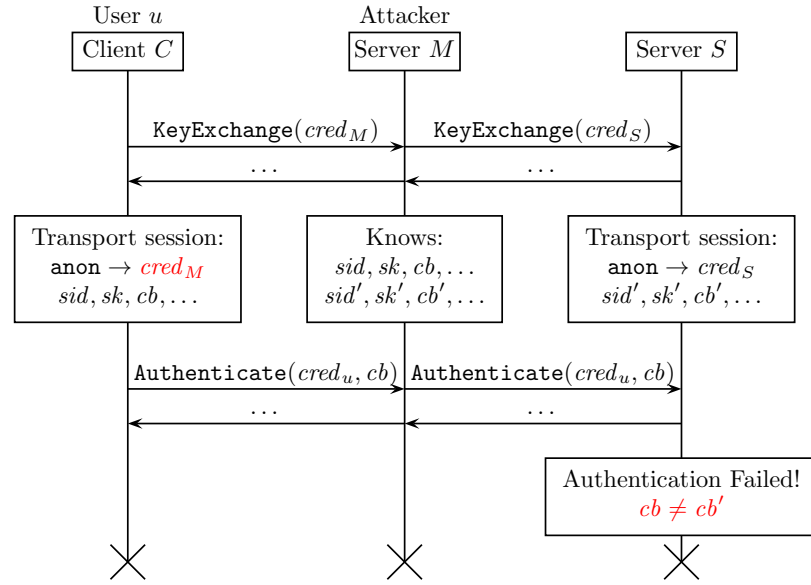 User u Attacker
Client C Server M Server S
KeyExchange(cred_M) KeyExchange(cred_S)
... ...
Transport session: Knows: Transport session:
anon → cred_M sid, sk, cb, ... anon → cred_S
sid, sk, cb, ... sid′, sk′, cb′, ... sid′, sk′, cb′, ...
Authenticate(cred_u, cb) Authenticate(cred_u, cb)
... ...
Authentication Failed!
cb ≠ cb′